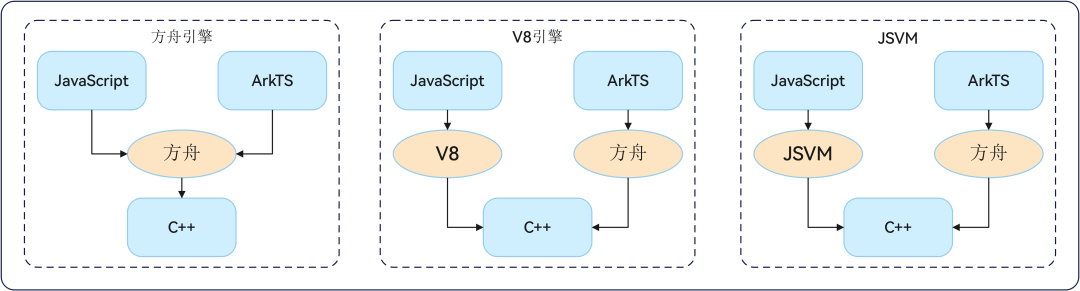 方舟引擎
JavaScript
ArkTS
方舟
C++
V8引擎
JavaScript
ArkTS
V8
方舟
C++
JSVM
JavaScript
ArkTS
JSVM
方舟
C++